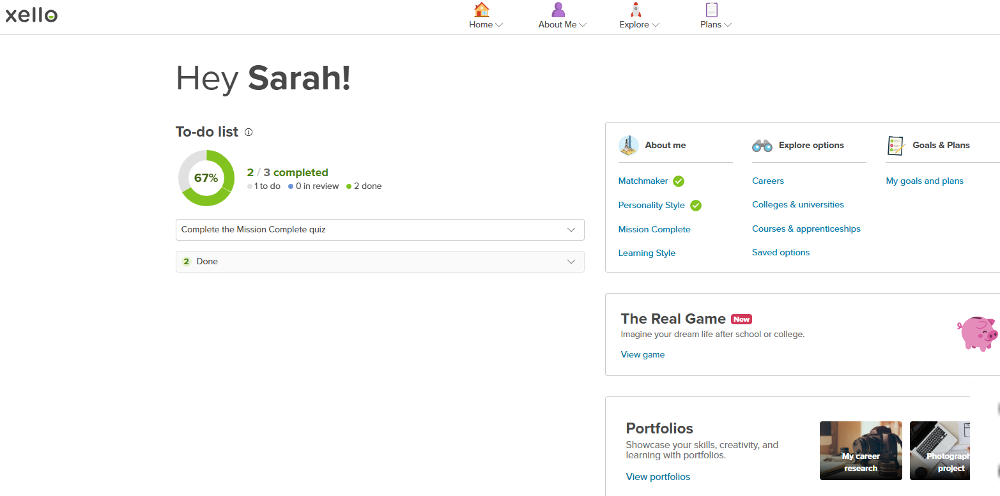 xello
Home
About Me
Explore
Plans
Hey Sarah!
To-do list
67%
2 / 3 completed
1 to do 0 in review 2 done
Complete the Mission Complete quiz
2 Done
About me
Matchmaker
Personality Style
Mission Complete
Learning Style
Explore options
Careers
Colleges & universities
Courses & apprenticeships
Saved options
Goals & Plans
My goals and plans
The Real Game New
Imagine your dream life after school or college.
View game
Portfolios
Showcase your skills, creativity, and
learning with portfolios.
View portfolios
My career
research
Photograph
project